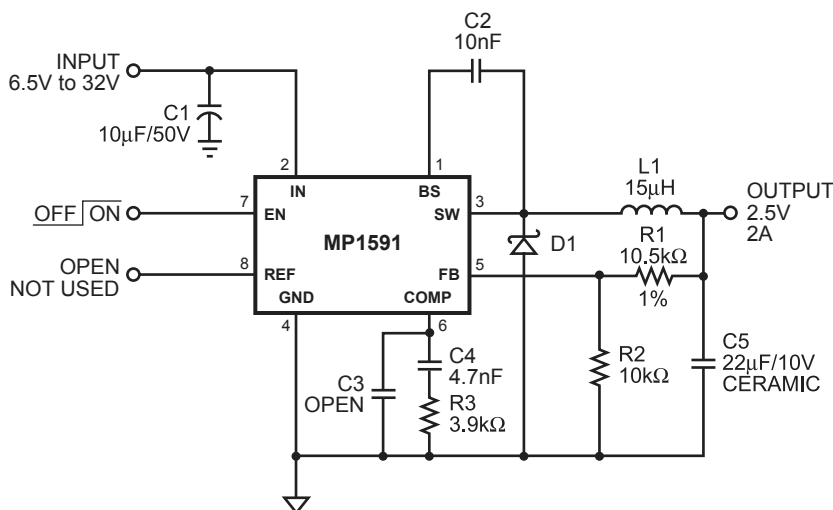 C2
10nF
INPUT
6.5V to 32V
C1
10μF/50V
2
1
IN
BS
L1
15μH
OUTPUT
2.5V
2A
OFF ON
7
EN
SW
3
MP1591
D1
R1
10.5kΩ
1%
OPEN
NOT USED
8
REF
FB
5
GND
COMP
4
6
C3
OPEN
C4
4.7nF
R3
3.9kΩ
R2
10kΩ
C5
22μF/10V
CERAMIC